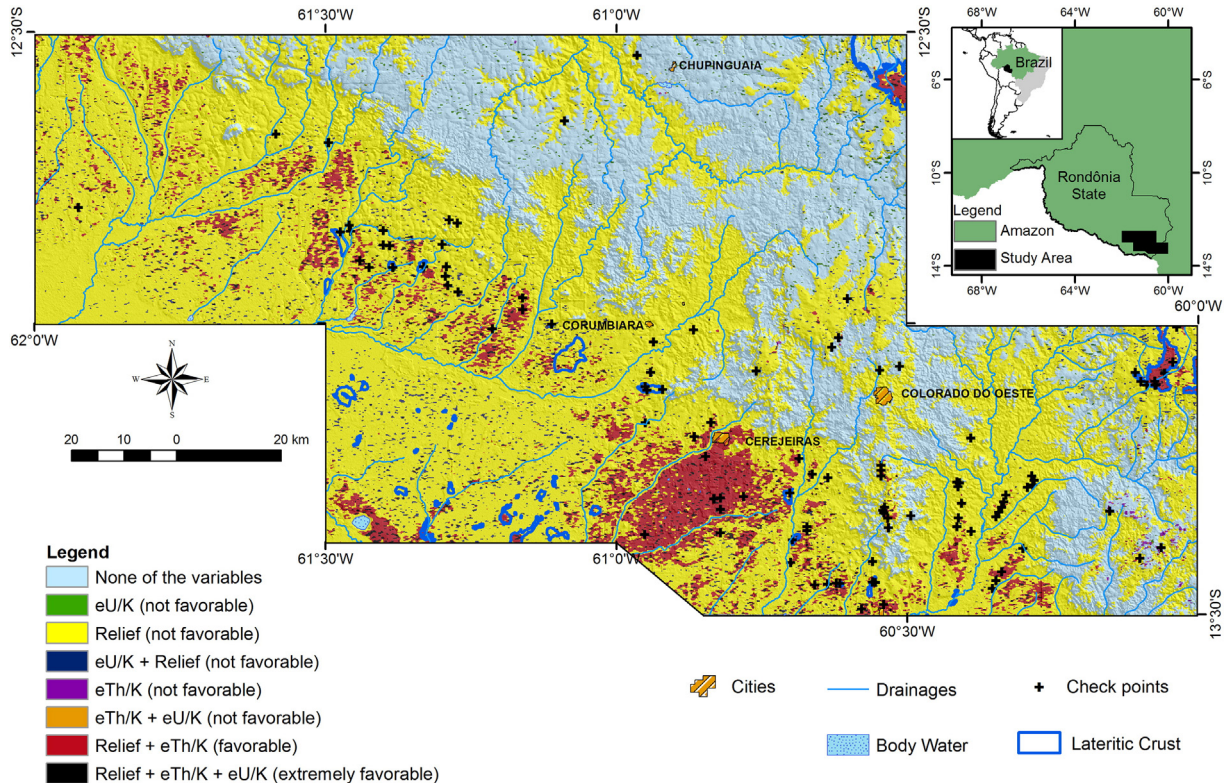 61°30'W
61°0'W
12°30'S
68°W
64°W
60°W
12°30'S
CHUPINGUAIA
Brazil
6°S
10°S
Rondônia
State
Legend
Amazon
Study Area
14°S
68°W
64°W
60°W
60°0'W
62°0'W
61°30'W
CORUMBIARA
N
W
E
S
COLORADO DO OESTE
CEREJEIRAS
20
10
0
20 km
61°30'W
61°0'W
60°30'W
13°30'S
Legend
None of the variables
eU/K (not favorable)
Relief (not favorable)
eU/K + Relief (not favorable)
eTh/K (not favorable)
eTh/K + eU/K (not favorable)
Relief + eTh/K (favorable)
Relief + eTh/K + eU/K (extremely favorable)
Cities
Drainages
Check points
Body Water
Lateritic Crust